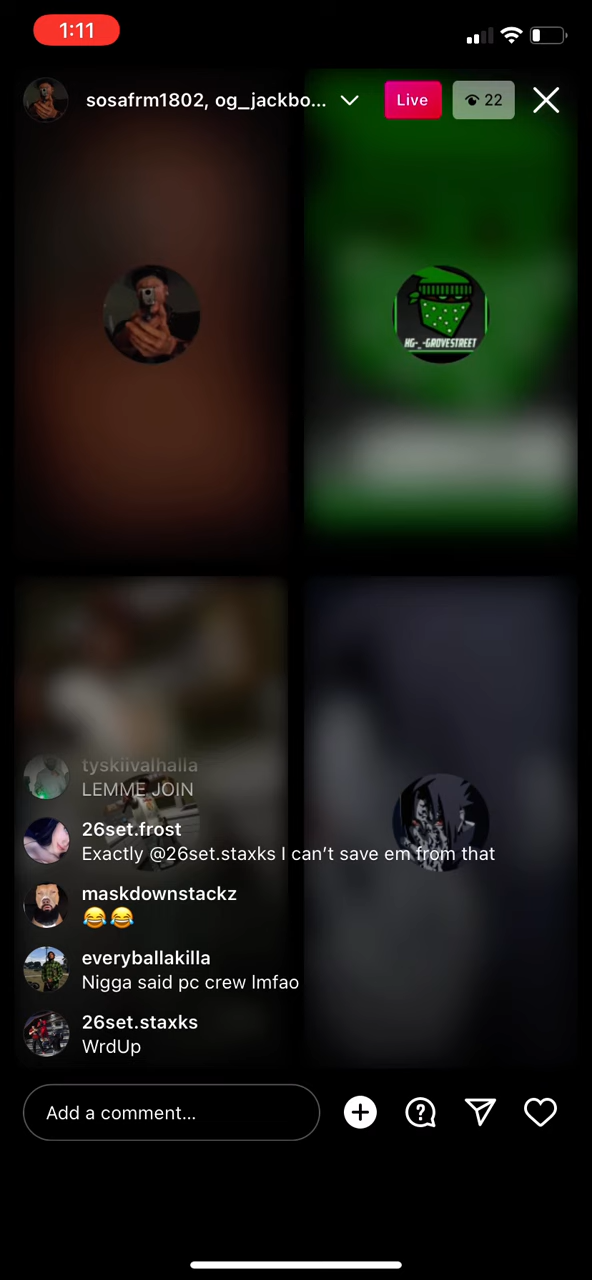 1:11
sosafrm1802, og_jackbo...
Live
22
HG-_-GROVESTREET
tyskiivalhalla
LEMME JOIN
26set.frost
Exactly @26set.staxks I can't save em from that
maskdownstackz
😂😂
everyballakilla
Nigga said pc crew lmfao
26set.staxks
WrdUp
Add a comment...